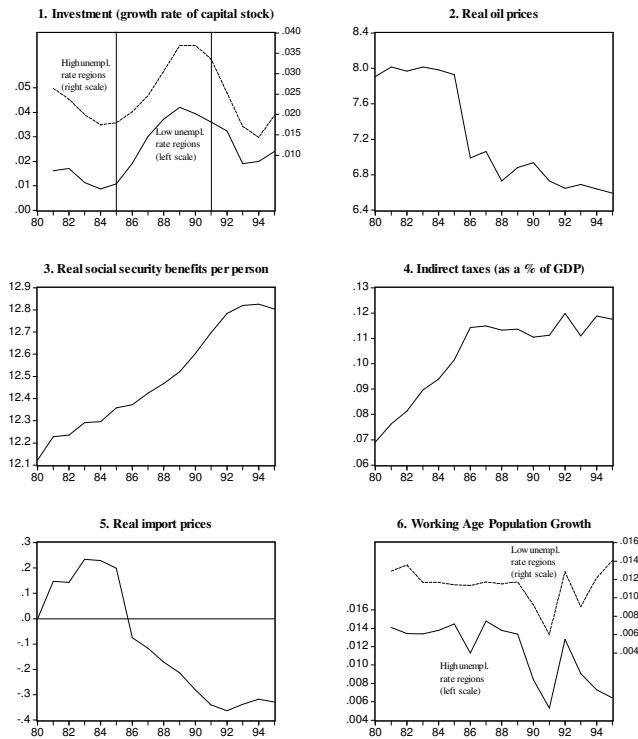 1. Investment (growth rate of capital stock)
.040
.035
.030
.025
.020
.015
.010
.05
.04
.03
.02
.01
.00
High unempl.
rate regions
(right scale)
Low unempl.
rate regions
(left scale)
80 82 84 86 88 90 92 94
2. Real oil prices
8.4
8.0
7.6
7.2
6.8
6.4
80 82 84 86 88 90 92 94
3. Real social security benefits per person
12.9
12.8
12.7
12.6
12.5
12.4
12.3
12.2
12.1
80 82 84 86 88 90 92 94
4. Indirect taxes (as a % of GDP)
.13
.12
.11
.10
.09
.08
.07
.06
80 82 84 86 88 90 92 94
5. Real import prices
.3
.2
.1
.0
-.1
-.2
-.3
-.4
80 82 84 86 88 90 92 94
6. Working Age Population Growth
.016
.014
.012
.010
.008
.006
.004
Low unempl.
rate regions
(right scale)
.016
.014
.012
.010
.008
.006
.004
High unempl.
rate regions
(left scale)
80 82 84 86 88 90 92 94